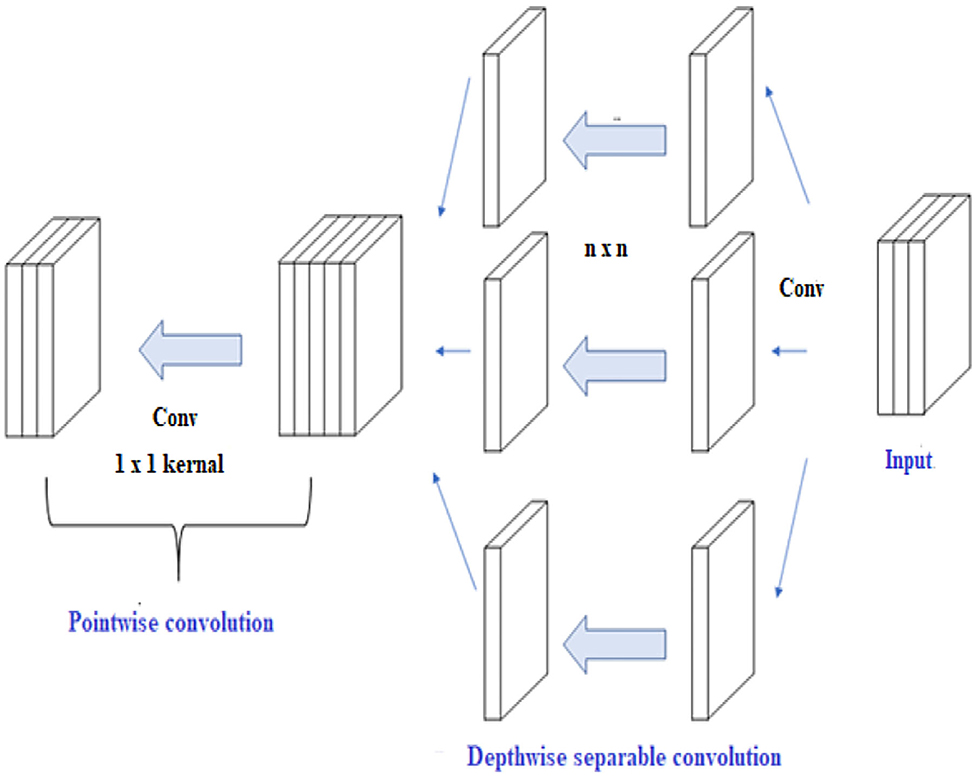 n x n
Conv
Conv
1 x 1 kernal
Input
Pointwise convolution
Depthwise separable convolution